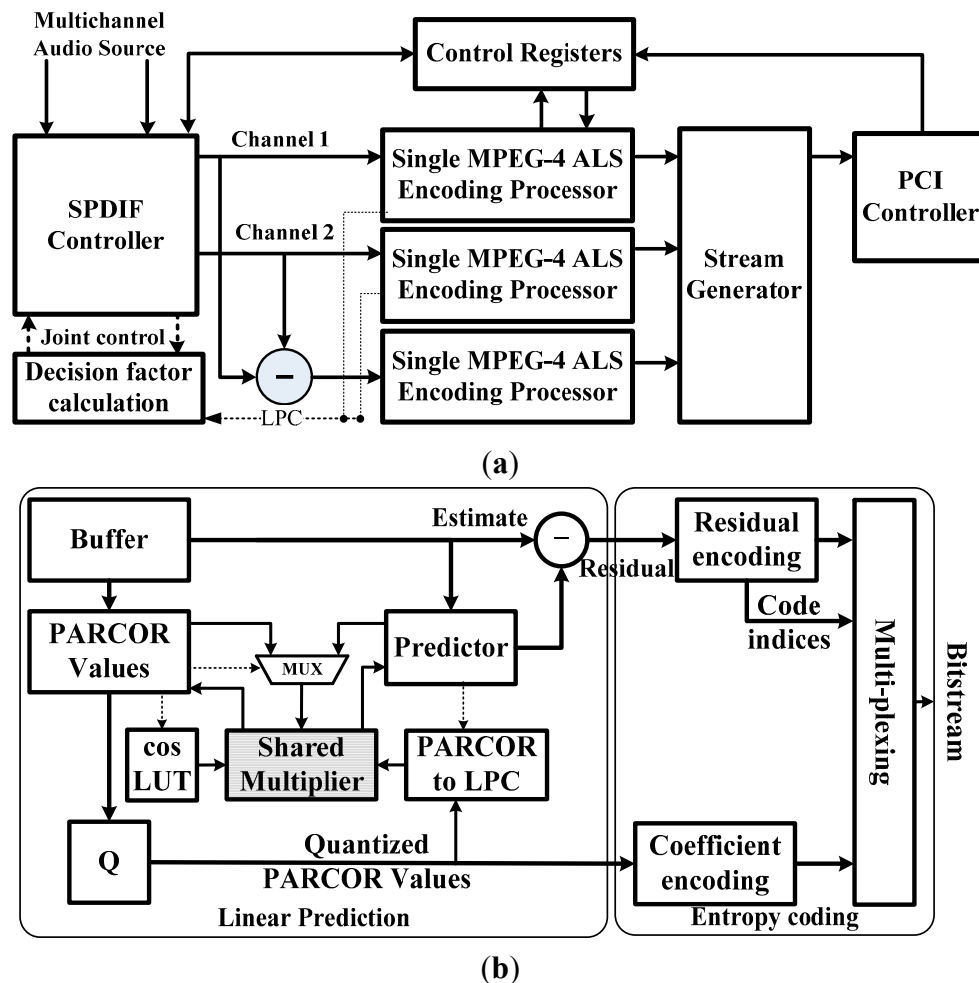 Multichannel
Audio Source
Control Registers
SPDIF
Controller
Channel 1
Channel 2
Single MPEG-4 ALS
Encoding Processor
Single MPEG-4 ALS
Encoding Processor
Single MPEG-4 ALS
Encoding Processor
Stream
Generator
PCI
Controller
Joint control
Decision factor
calculation
−
LPC
(a)
Buffer
Estimate
−
Residual
Residual
encoding
Code
indices
PARCOR
Values
MUX
Predictor
cos
LUT
Shared
Multiplier
PARCOR
to LPC
Q
Quantized
PARCOR Values
Coefficient
encoding
Multi-plexing
Bitstream
Linear Prediction
Entropy coding
(b)